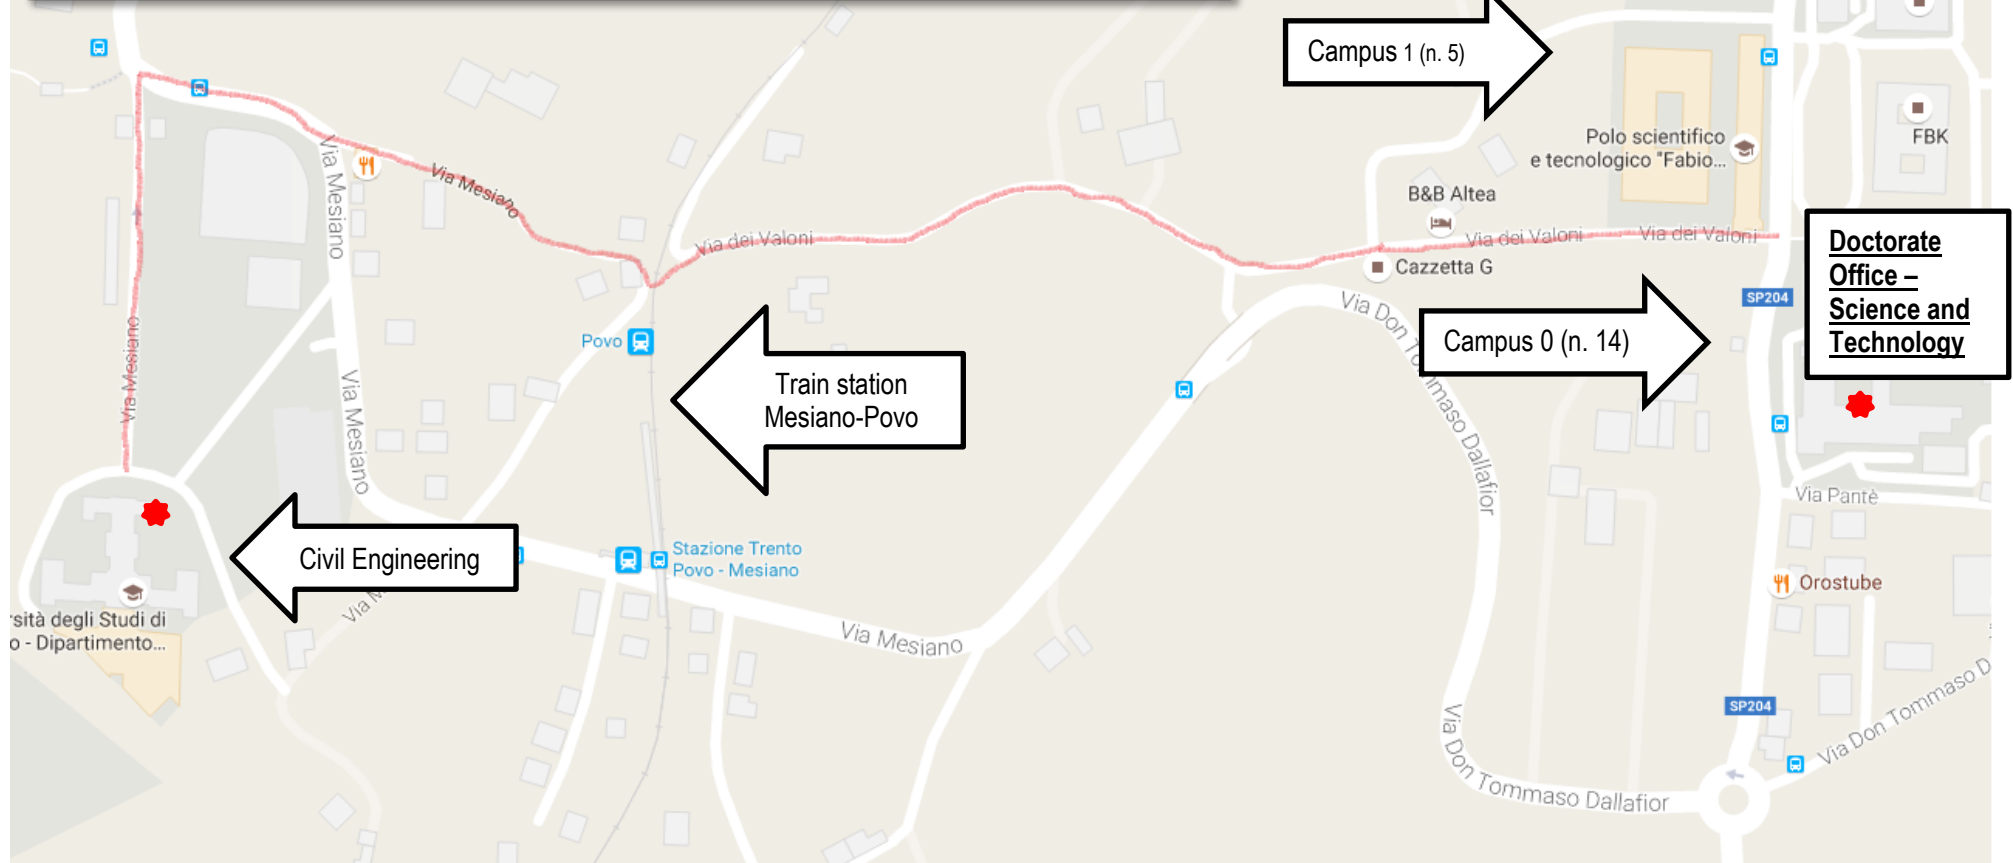 Campus 1 (n. 5)
Polo scientifico
e tecnologico "Fabio...
FBK
B&B Altea
Via Mesiano
Via Mesiano
Via dei Valoni
Via dei Valoni
Via dei Valoni
Cazzetta G
Doctorate
Office –
Science and
Technology
SP204
Via Don Tommaso Dallafior
Campus 0 (n. 14)
Povo
Train station
Mesiano-Povo
Via Mesiano
Via Mesiano
Via Pantè
Civil Engineering
Stazione Trento
Povo - Mesiano
Orostube
Via M
rsità degli Studi di
o - Dipartimento...
Via Mesiano
SP204
Via Don Tommaso D
Via Don Tommaso Dallafior